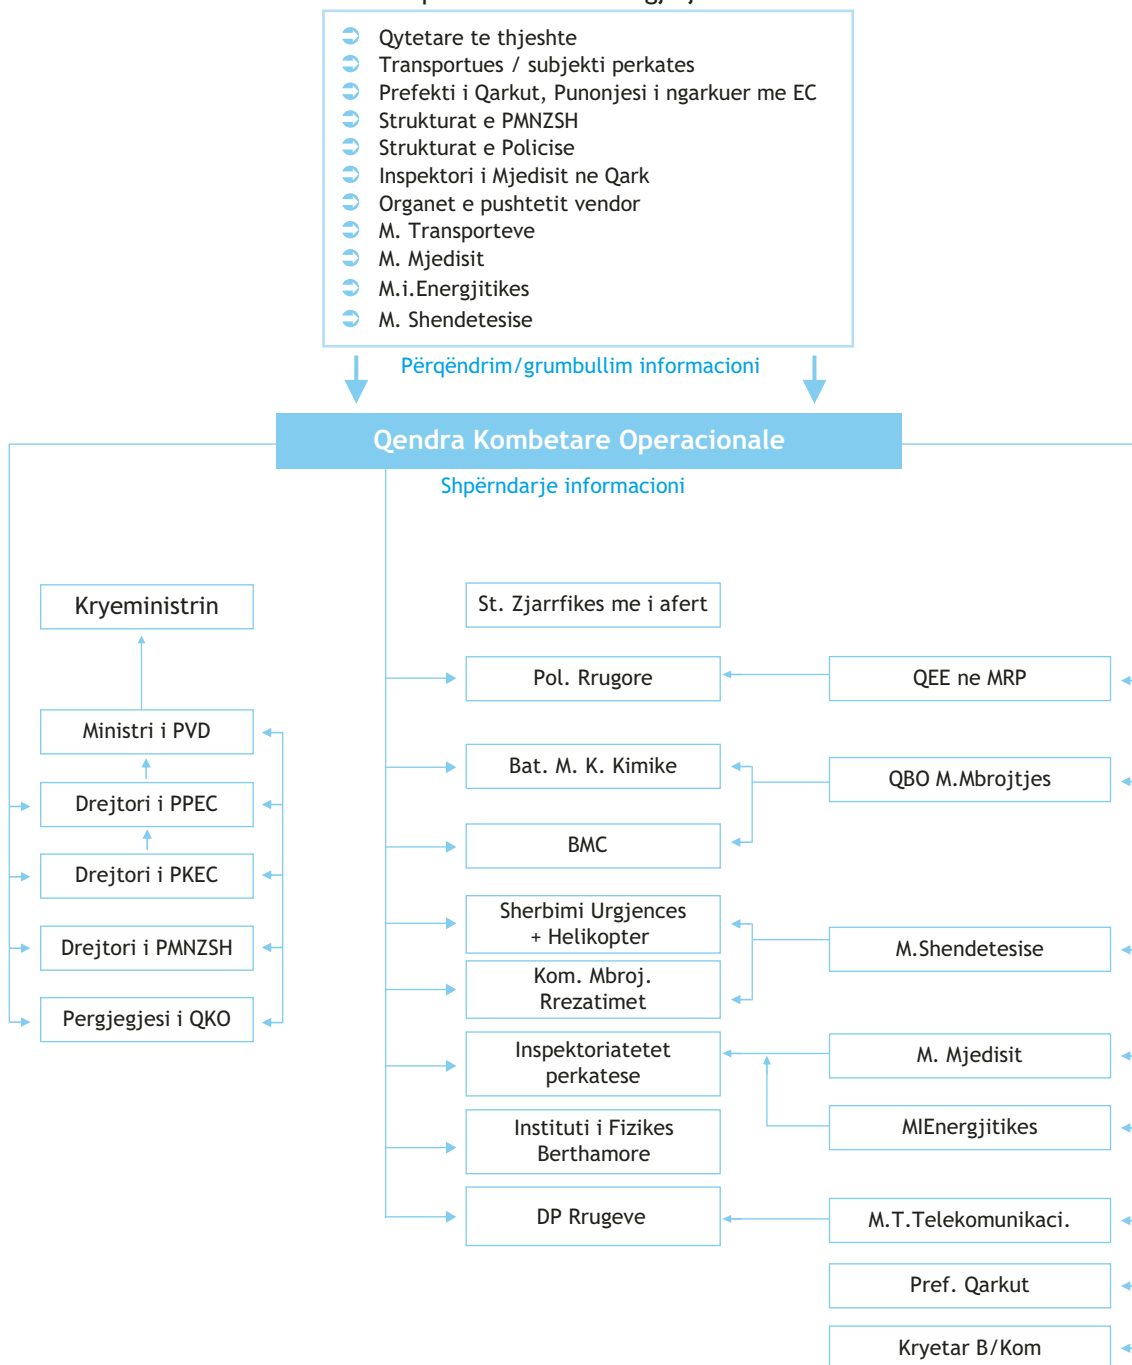 Qytetare te thjeshte
Transportues / subjekti perkates
Prefekti i Qarkut, Punonjesi i ngarkuer me EC
Strukturat e PMNZSH
Strukturat e Policise
Inspektori i Mjedisit ne Qark
Organet e pushtetit vendor
M. Transporteve
M. Mjedisit
M.i.Energjitikes
M. Shendetesise
Përqëndrim/grumbullim informacioni
Qendra Kombetare Operacionale
Shpërndarje informacioni
Kryeministrin
Ministri i PVD
Drejtori i PPEC
Drejtori i PKEC
Drejtori i PMNZSH
Pergjegjesi i QKO
St. Zjarrfikes me i afert
Pol. Rrugore
Bat. M. K. Kimike
BMC
Sherbimi Urgjences
+ Helikopter
Kom. Mbroj.
Rrezatimet
Inspektoriatetet
perkatese
Instituti i Fizikes
Berthamore
DP Rrugeve
QEE ne MRP
QBO M.Mbrojtjes
M.Shendetesise
M. Mjedisit
MIEnergjitikes
M.T.Telekomunikaci.
Pref. Qarkut
Kryetar B/Kom